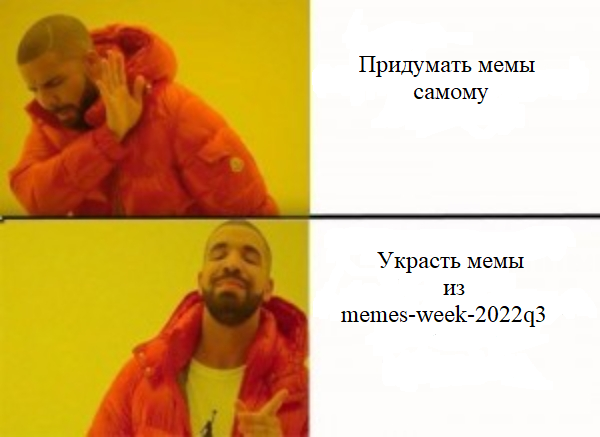 Придумать мемы
самому
Украсть мемы
из
memes-week-2022q3